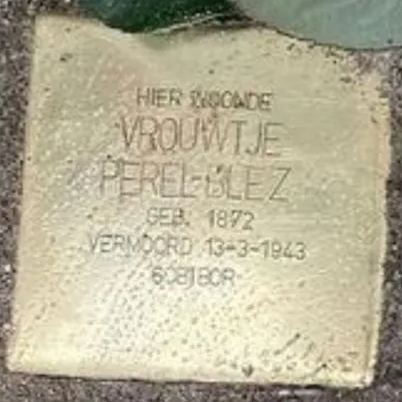 HIER WOONDE
VROUWTJE
PEREL-BLEZ
GEB. 1872
VERMOORD 13-3-1943
SOBIBOR